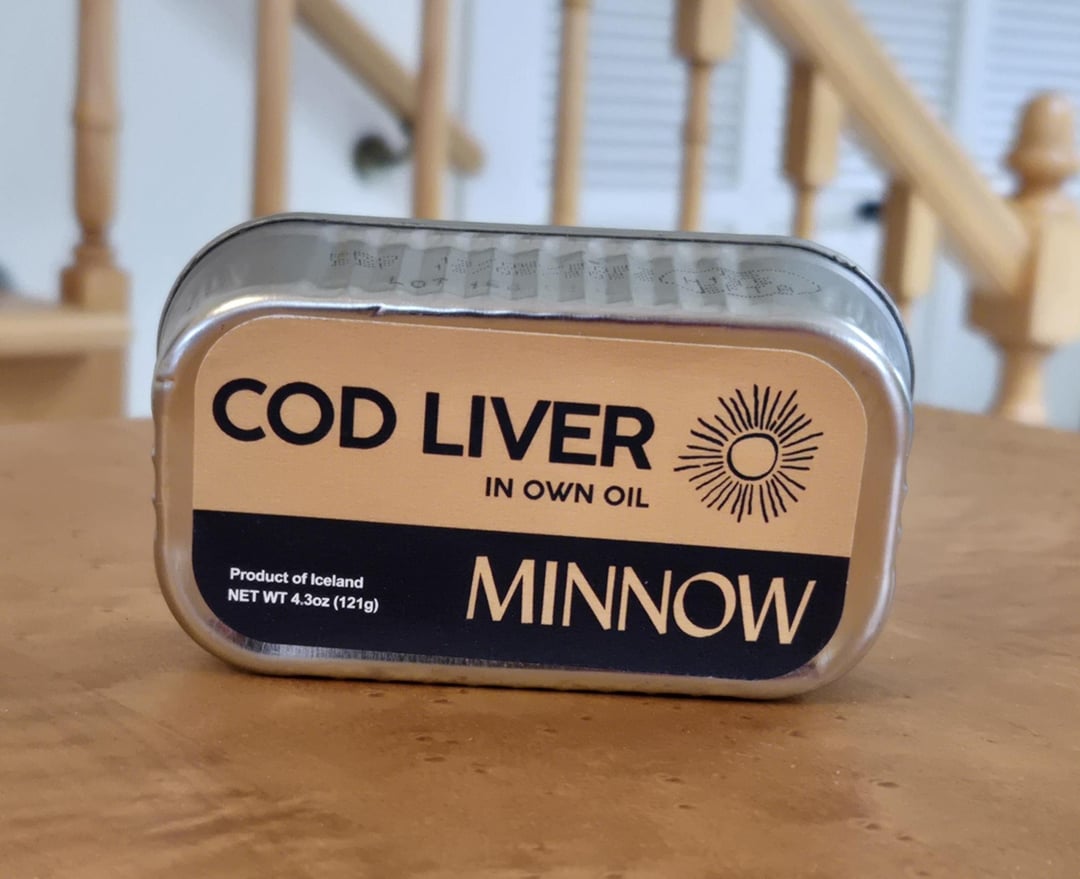 COD LIVER
IN OWN OIL
Product of Iceland
NET WT 4.3oz (121g)
MINNOW